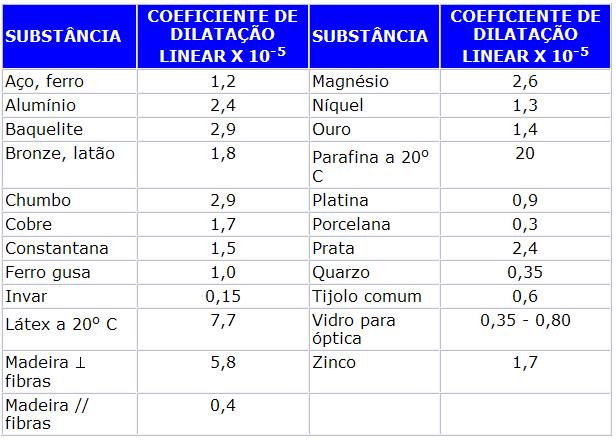 SUBSTÂNCIA COEFICIENTE DE DILATAÇÃO LINEAR X 10⁻⁵ SUBSTÂNCIA COEFICIENTE DE DILATAÇÃO LINEAR X 10⁻⁵
Aço, ferro 1,2 Magnésio 2,6
Alumínio 2,4 Níquel 1,3
Baquelite 2,9 Ouro 1,4
Bronze, latão 1,8 Parafina a 20º C 20
Chumbo 2,9 Platina 0,9
Cobre 1,7 Porcelana 0,3
Constantana 1,5 Prata 2,4
Ferro gusa 1,0 Quarzo 0,35
Invar 0,15 Tijolo comum 0,6
Látex a 20º C 7,7 Vidro para óptica 0,35 - 0,80
Madeira ⊥ fibras 5,8 Zinco 1,7
Madeira // fibras 0,4